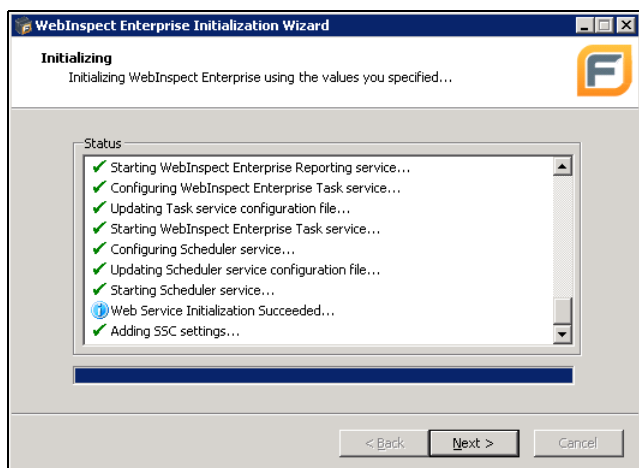 WebInspect Enterprise Initialization Wizard
Initializing
Initializing WebInspect Enterprise using the values you specified...
F
Status
Starting WebInspect Enterprise Reporting service...
Configuring WebInspect Enterprise Task service...
Updating Task service configuration file...
Starting WebInspect Enterprise Task service...
Configuring Scheduler service...
Updating Scheduler service configuration file...
Starting Scheduler service...
Web Service Initialization Succeeded...
Adding SSC settings...
< Back
Next >
Cancel